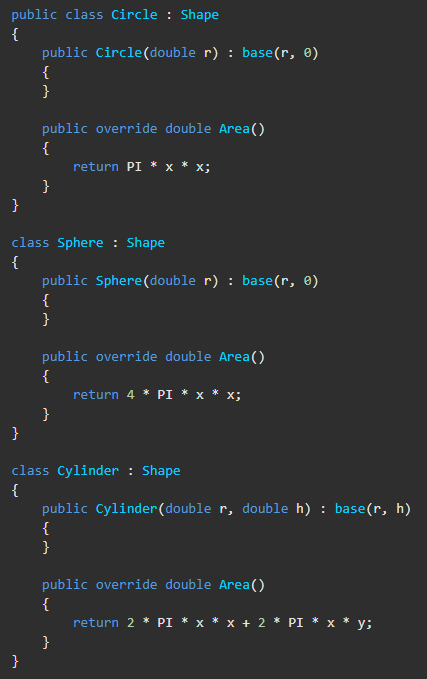 public class Circle : Shape
{
    public Circle(double r) : base(r, 0)
    {
    }

    public override double Area()
    {
        return PI * x * x;
    }
}

class Sphere : Shape
{
    public Sphere(double r) : base(r, 0)
    {
    }

    public override double Area()
    {
        return 4 * PI * x * x;
    }
}

class Cylinder : Shape
{
    public Cylinder(double r, double h) : base(r, h)
    {
    }

    public override double Area()
    {
        return 2 * PI * x * x + 2 * PI * x * y;
    }
}